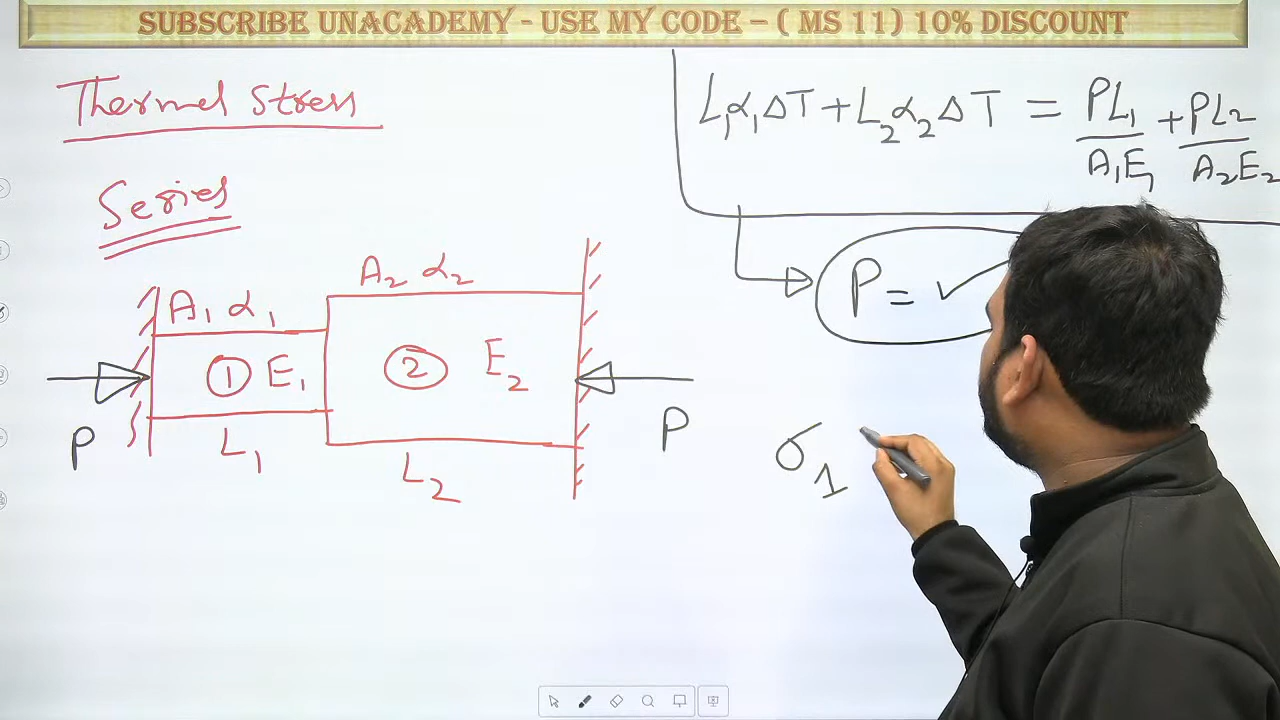 SUBSCRIBE UNACADEMY - USE MY CODE – ( MS 11) 10% DISCOUNT
Thermal Stress
L₁α₁ΔT + L₂α₂ΔT = PL₁/A₁E₁ + PL₂/A₂E₂
Series
P = ✓
A₁ α₁
A₂ α₂
① E₁
② E₂
P
P
L₁
L₂
σ₁